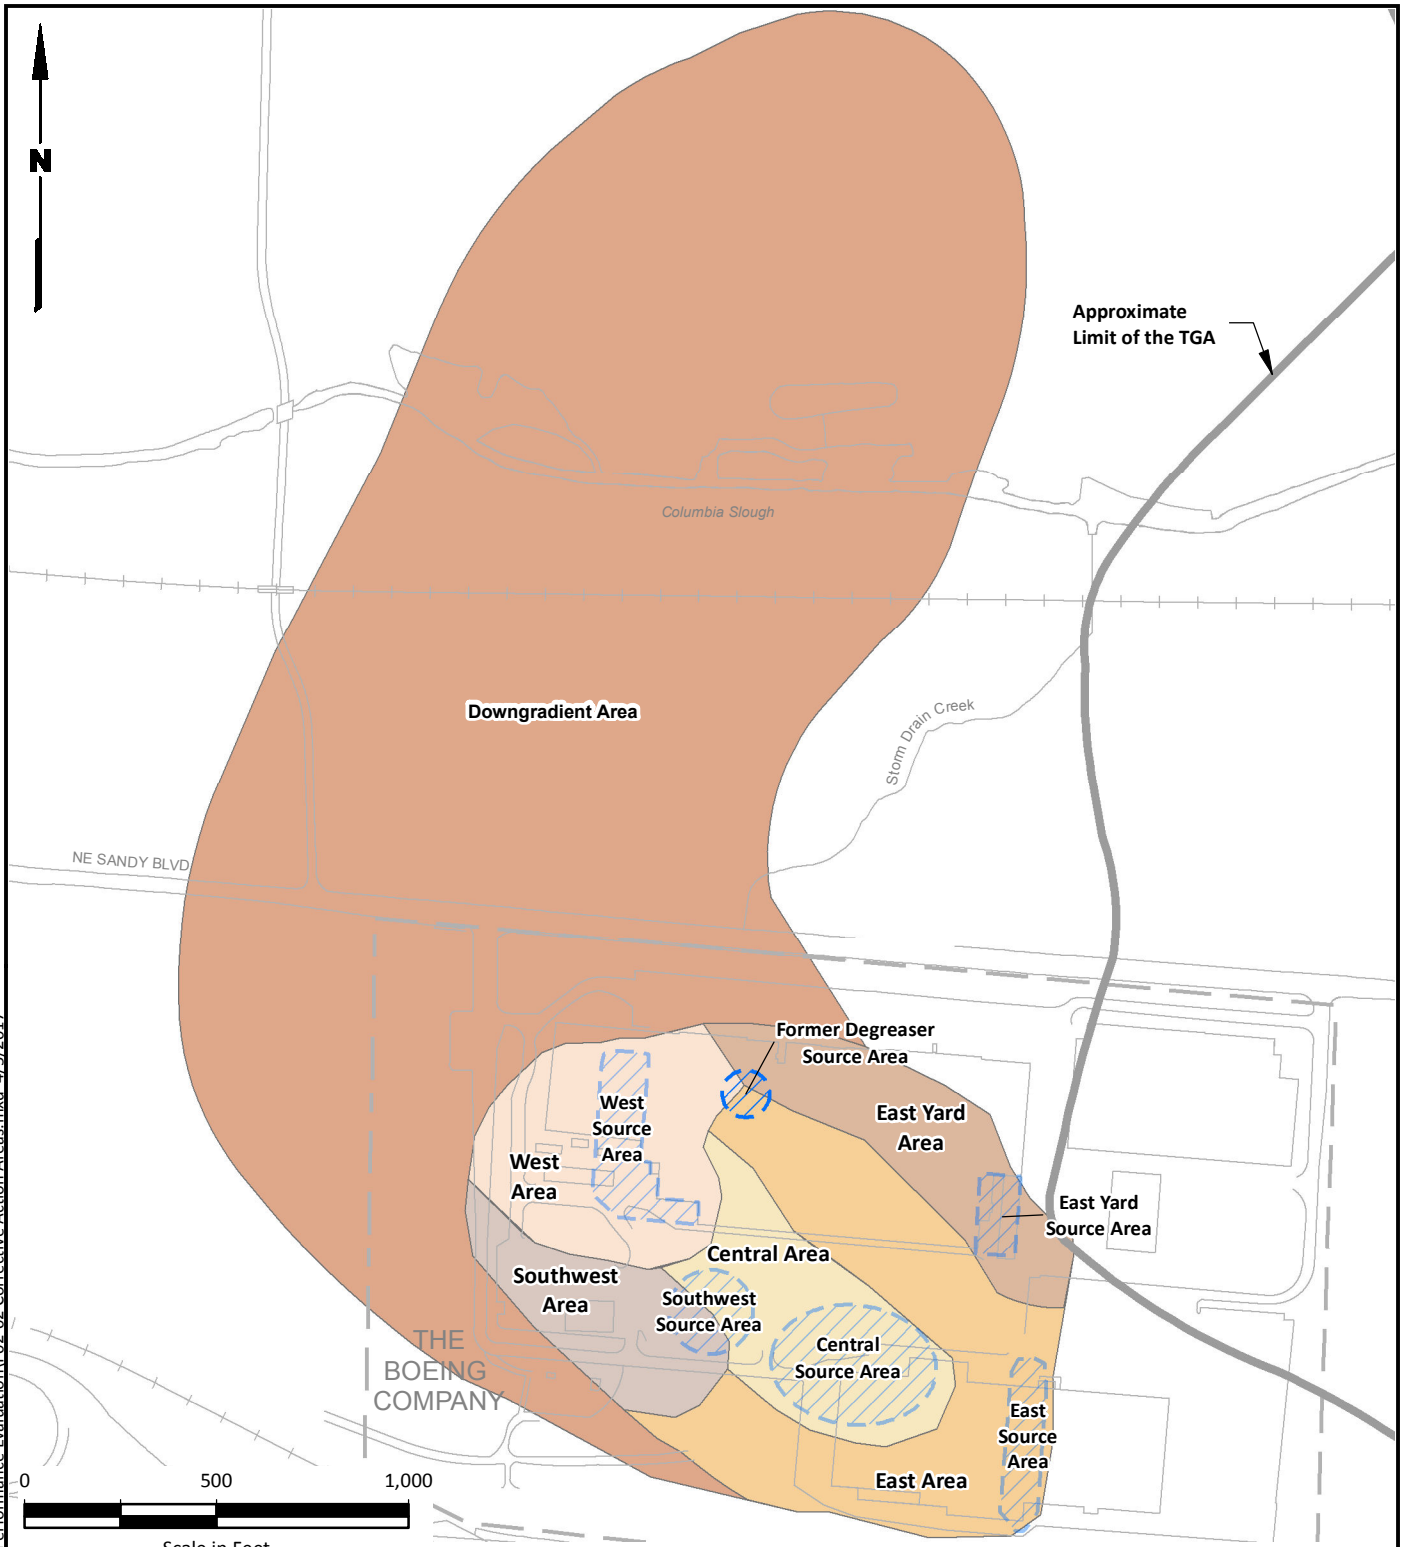 N
Approximate
Limit of the TGA
Columbia Slough
Downgradient Area
Storm Drain Creek
NE SANDY BLVD
Former Degreaser
Source Area
West
Source
Area
East Yard
Area
West
Area
East Yard
Source Area
Central Area
Southwest
Area
Southwest
Source Area
Central
Source Area
THE
BOEING
COMPANY
East
Source
Area
East Area
0 500 1,000
Scale in Feet